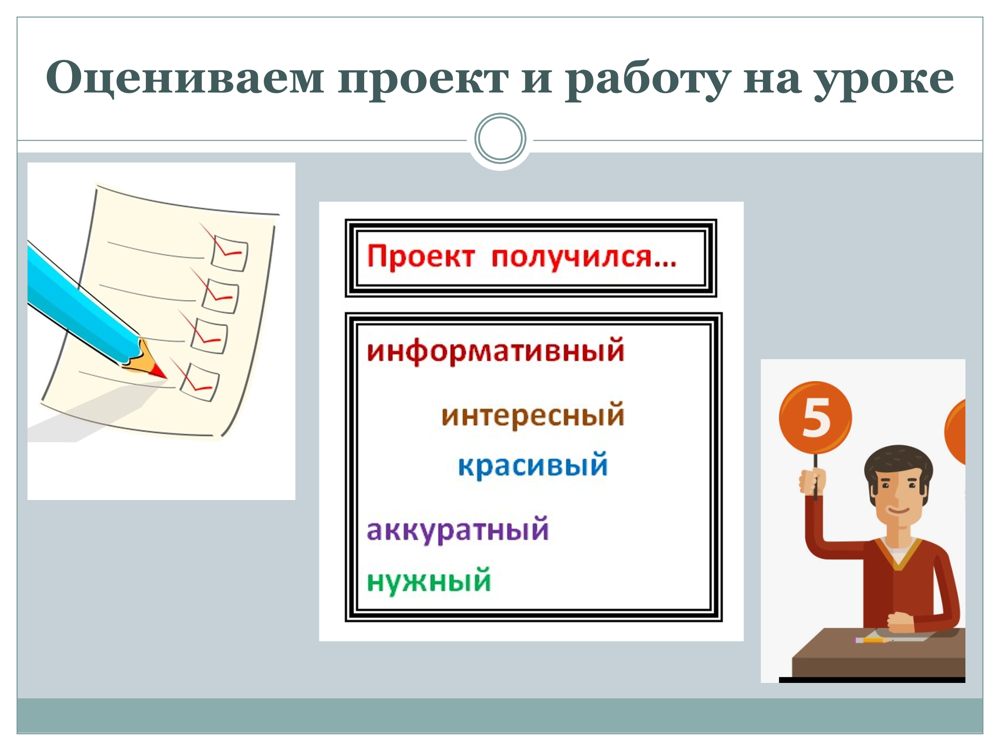 Оцениваем проект и работу на уроке
Проект получился...
информативный
интересный
красивый
аккуратный
нужный
5